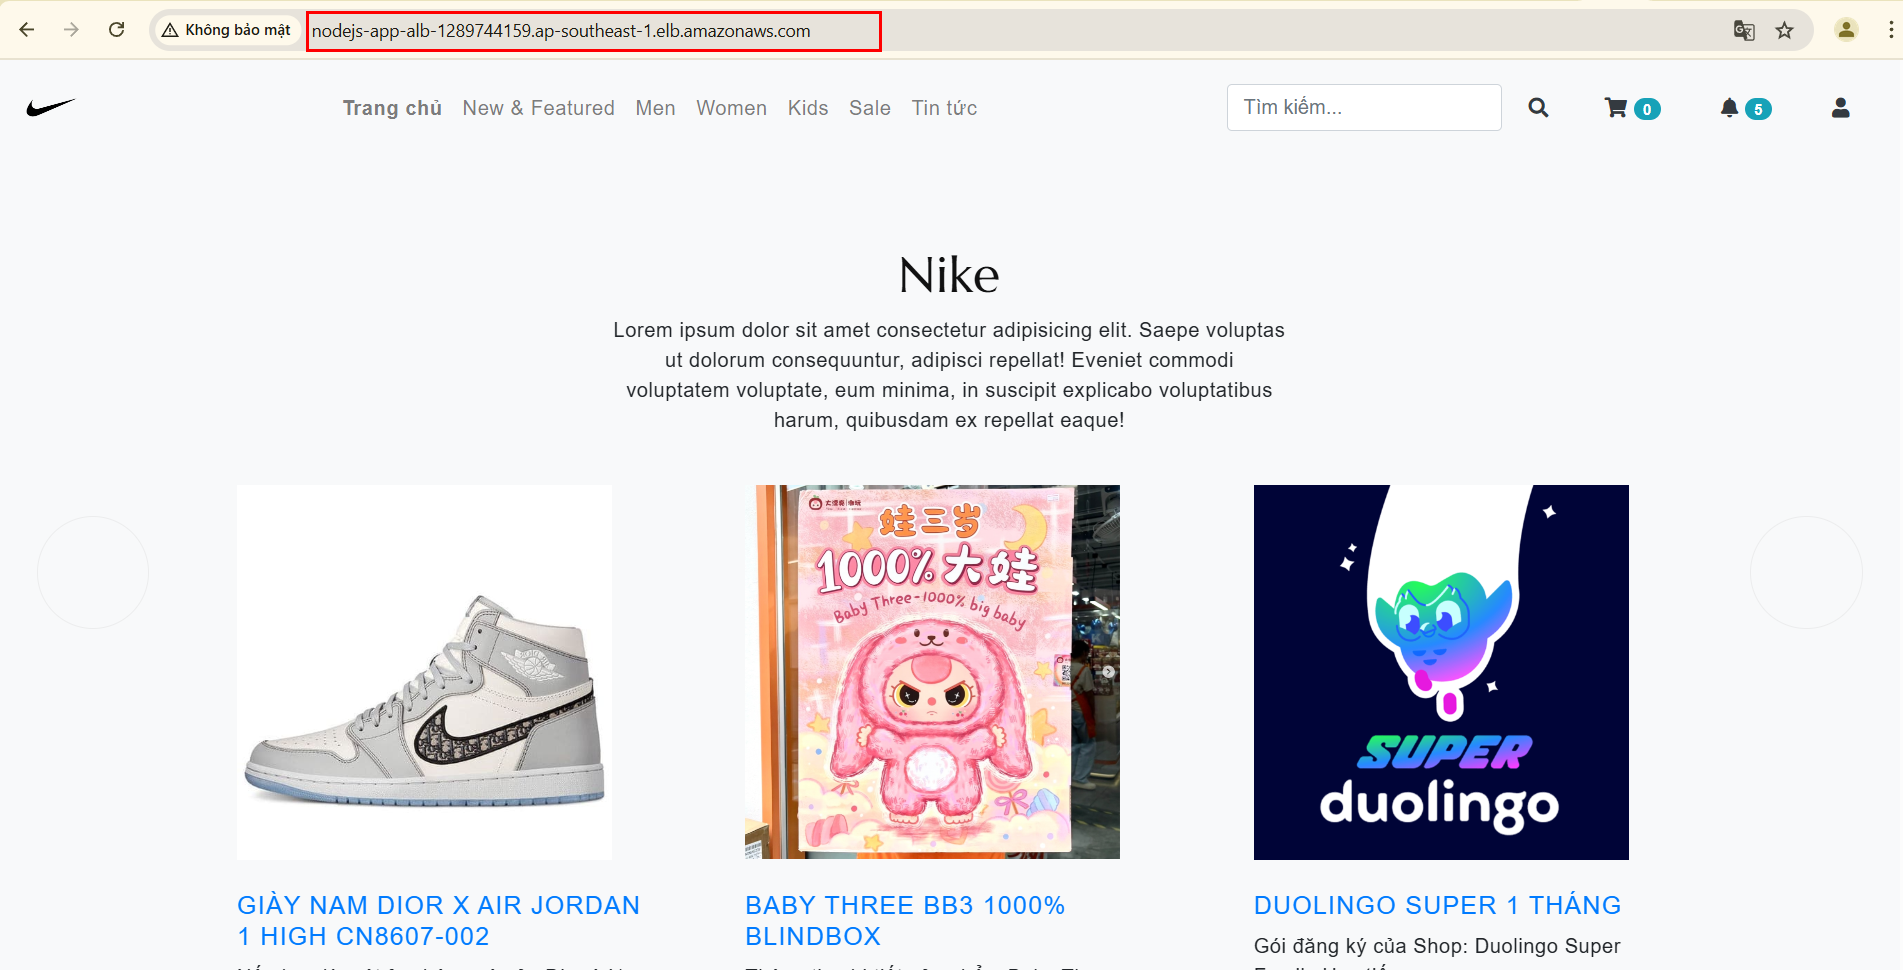 Không bảo mật nodejs-app-alb-1289744159.ap-southeast-1.elb.amazonaws.com
Trang chủ New & Featured Men Women Kids Sale Tin tức Tìm kiếm... 0 5
Nike
Lorem ipsum dolor sit amet consectetur adipisicing elit. Saepe voluptas
ut dolorum consequuntur, adipisci repellat! Eveniet commodi
voluptatem voluptate, eum minima, in suscipit explicabo voluptatibus
harum, quibusdam ex repellat eaque!
娃三岁
1000% 大娃
Baby Three-1000% big baby
SUPER
duolingo
GIÀY NAM DIOR X AIR JORDAN
1 HIGH CN8607-002
BABY THREE BB3 1000%
BLINDBOX
DUOLINGO SUPER 1 THÁNG
Gói đăng ký của Shop: Duolingo Super